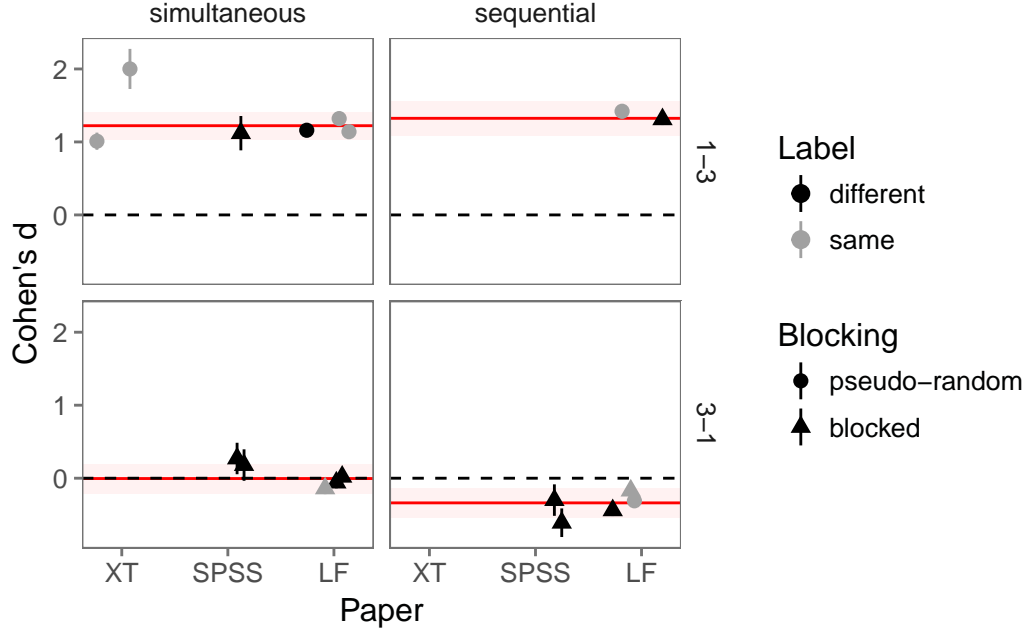 simultaneous
sequential
2
1
0
1−3
2
1
0
3−1
XT
SPSS
LF
XT
SPSS
LF
Cohen's d
Paper
Label
different
same
Blocking
pseudo−random
blocked